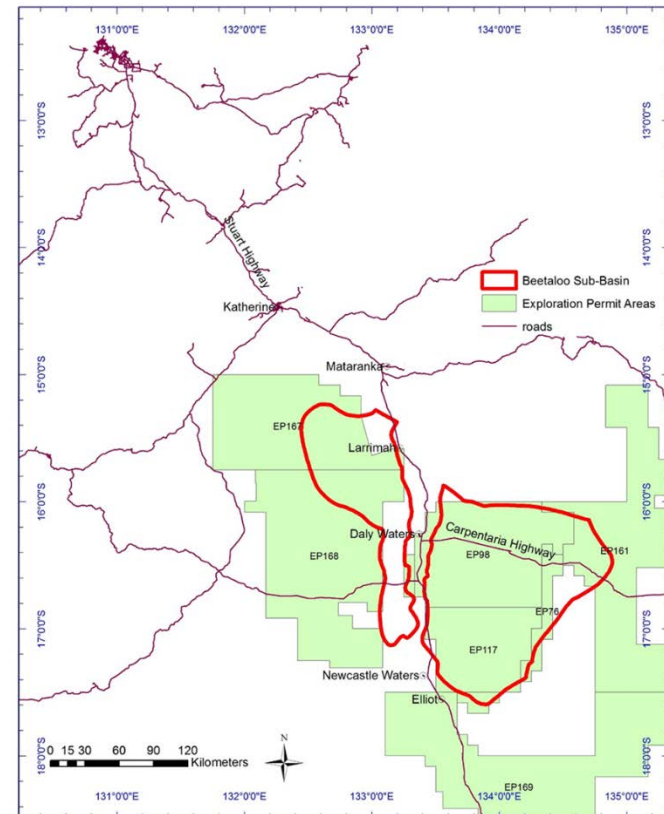 131°0'0"E 132°0'0"E 133°0'0"E 134°0'0"E 135°0'0"E
13°0'0"S 13°0'0"S
14°0'0"S 14°0'0"S
Stuart Highway
Beetaloo Sub-Basin
Exploration Permit Areas
roads
Katherine
Mataranka
15°0'0"S 15°0'0"S
EP167
Larrimah
16°0'0"S 16°0'0"S
Daly Waters
Carpentaria Highway
EP168
EP98
EP161
EP76
17°0'0"S 17°0'0"S
EP117
Newcastle Waters
Elliot
N
0 15 30 60 90 120
Kilometers
18°0'0"S 18°0'0"S
EP169
131°0'0"E 132°0'0"E 133°0'0"E 134°0'0"E 135°0'0"E